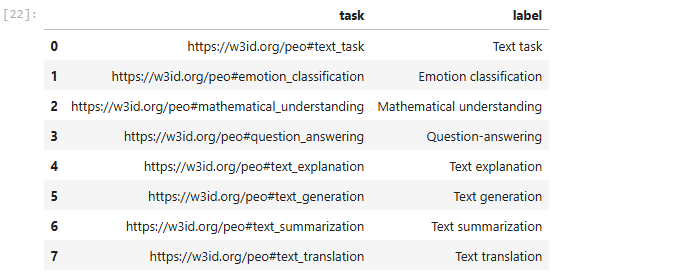 [22]:
task label
0 https://w3id.org/peo#text_task Text task
1 https://w3id.org/peo#emotion_classification Emotion classification
2 https://w3id.org/peo#mathematical_understanding Mathematical understanding
3 https://w3id.org/peo#question_answering Question-answering
4 https://w3id.org/peo#text_explanation Text explanation
5 https://w3id.org/peo#text_generation Text generation
6 https://w3id.org/peo#text_summarization Text summarization
7 https://w3id.org/peo#text_translation Text translation